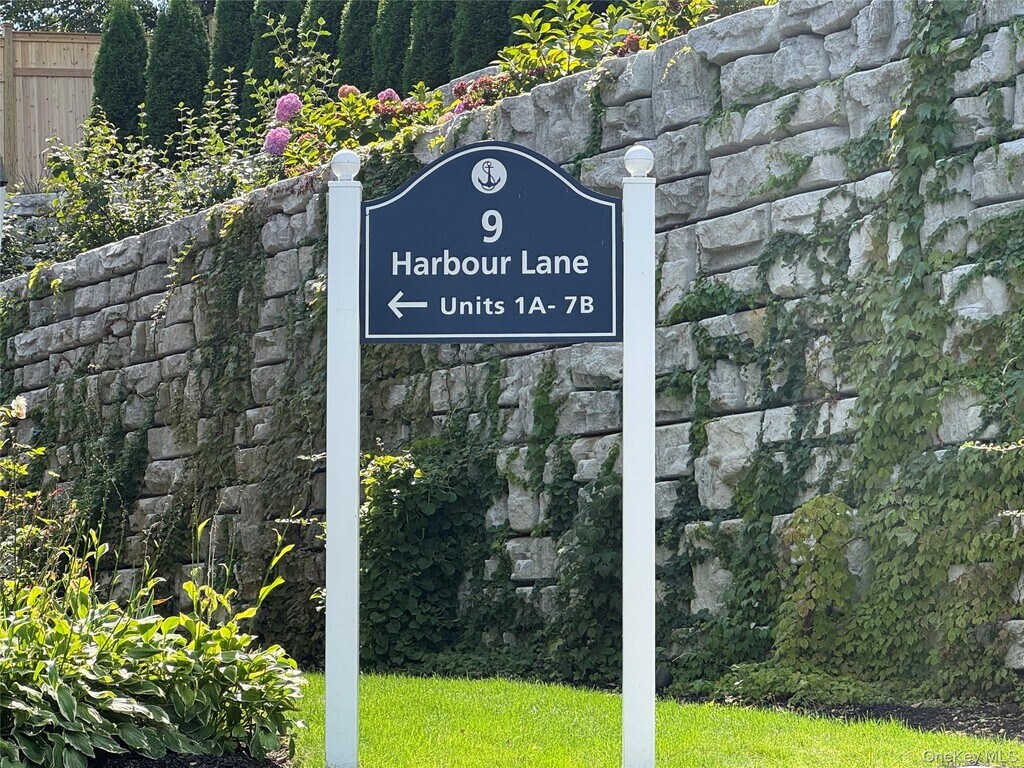 9
Harbour Lane
← Units 1A- 7B
OneKey MLS